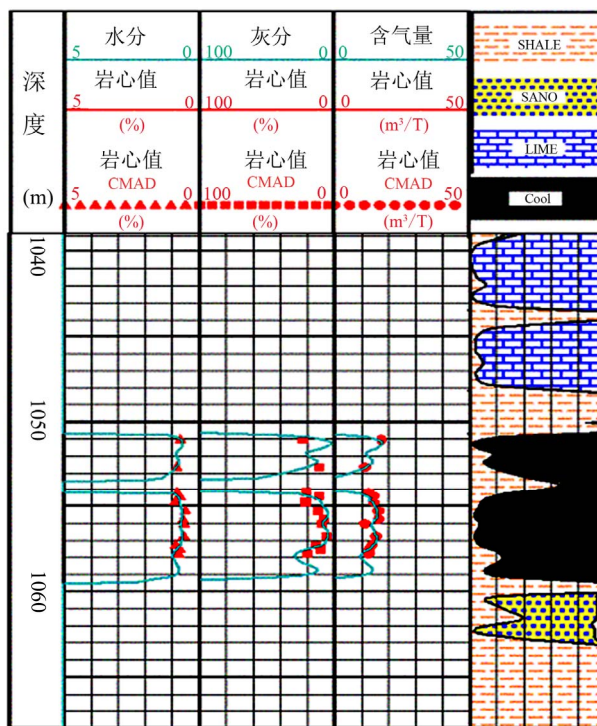 深度(m)
水分
5 0
岩心值
5 0
(%)
岩心值
CMAD
5 0
(%)
灰分
100 0
岩心值
100 0
(%)
岩心值
CMAD
100 0
(%)
含气量
0 50
岩心值
0 50
(m³/T)
岩心值
CMAD
0 50
(m³/T)
SHALE
SANO
LIME
Cool
1040
1050
1060